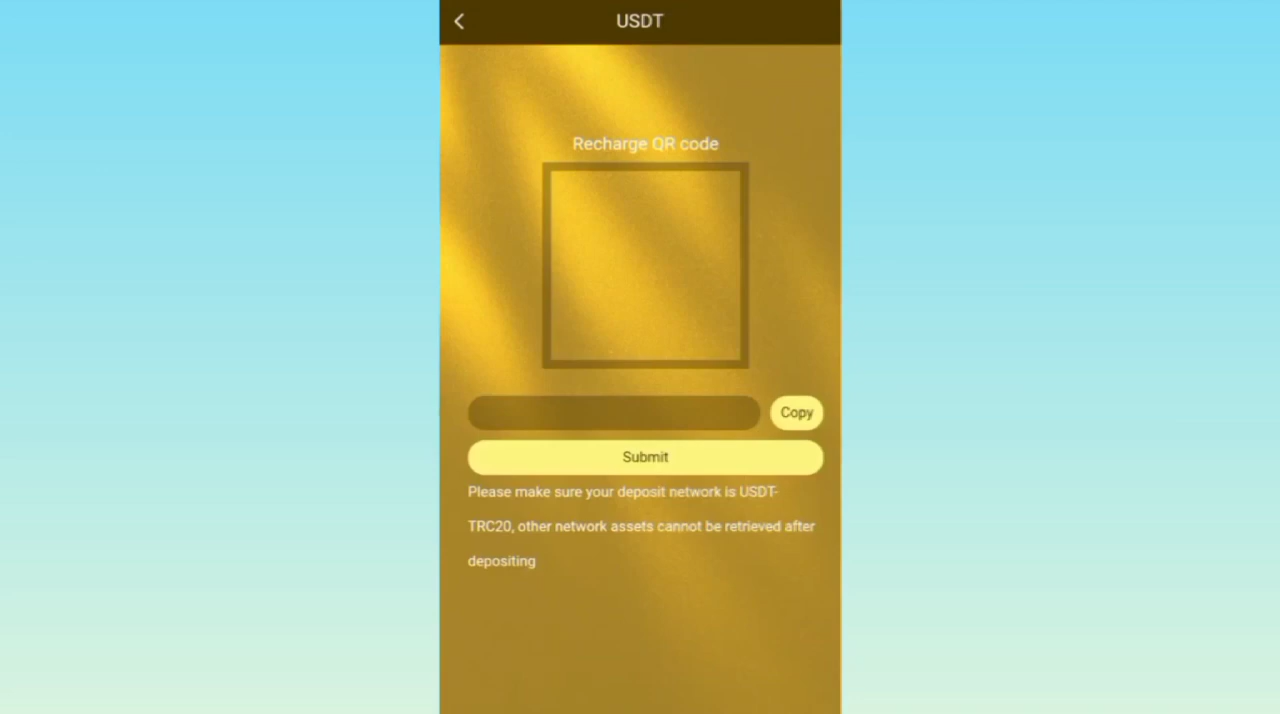 USDT
Recharge QR code
Copy
Submit
Please make sure your deposit network is USDT-
TRC20, other network assets cannot be retrieved after
depositing